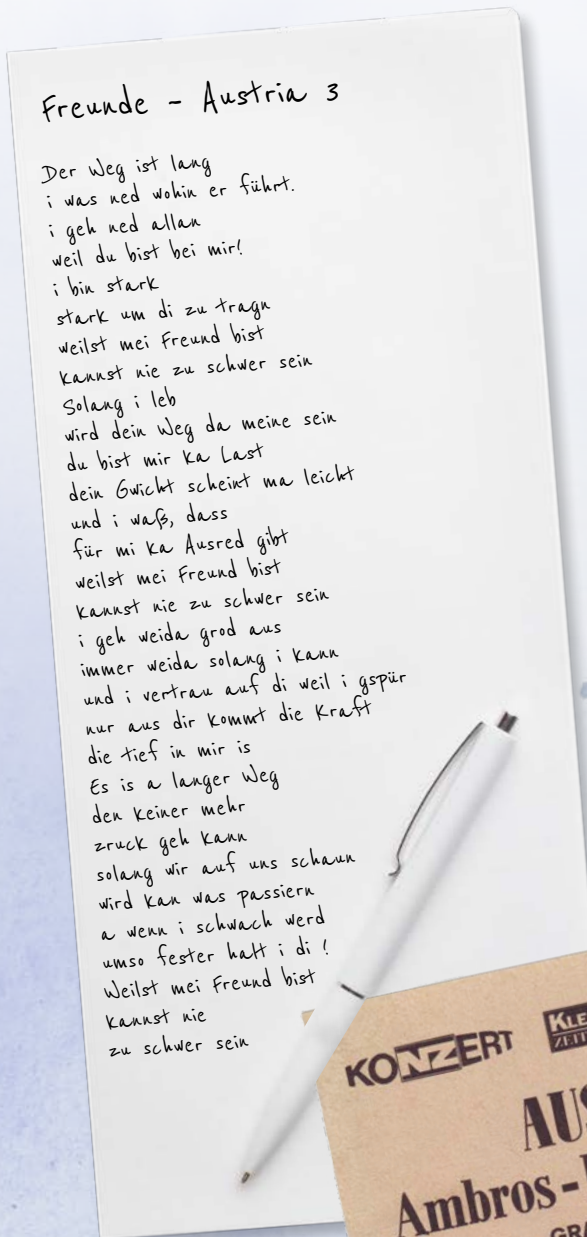 Freunde - Austria 3
Der Weg ist lang
i was ned wohin er führt.
i geh ned allan
weil du bist bei mir!
i bin stark
stark um di zu tragn
weilst mei Freund bist
kannst nie zu schwer sein
Solang i leb
wird dein Weg da meine sein
du bist mir ka Last
dein Gwicht scheint ma leicht
und i waß, dass
für mi ka Ausred gibt
weilst mei Freund bist
kannst nie zu schwer sein
i geh weida grod aus
immer weida solang i kann
und i vertrau auf di weil i gspür
nur aus dir kommt die Kraft
die tief in mir is
Es is a langer Weg
den keiner mehr
zruck geh kann
solang wir auf uns schaun
wird kan was passiern
a wenn i schwach werd
umso fester halt i di !
Weilst mei Freund bist
kannst nie
zu schwer sein
KONZERT
AUS
Ambros-
GRA